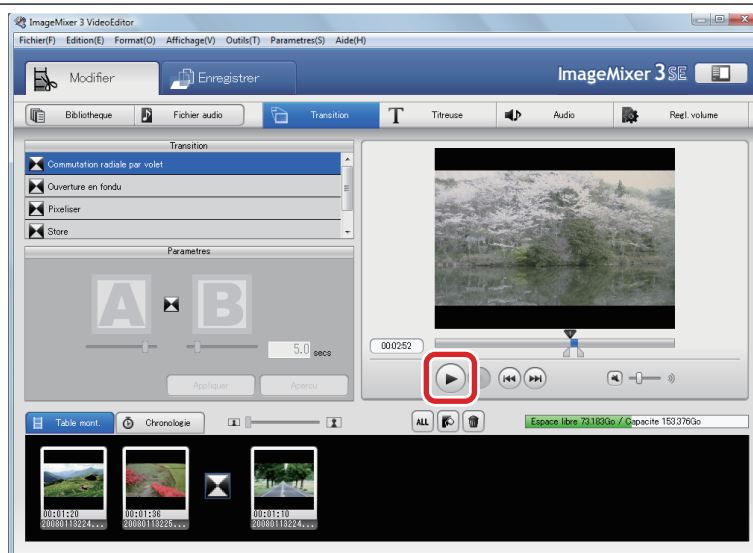 ImageMixer 3 VideoEditor
Fichier(F) Edition(E) Format(O) Affichage(V) Outils(T) Parametres(S) Aide(H)
Modifier Enregistrer ImageMixer 3 SE
Bibliotheque Fichier audio Transition T Titreuse Audio Regl. volume
Transition
Commutation radiale par volet
Ouverture en fondu
Pixeliser
Store
Parametres
A B
5.0 secs
Appliquer Apercu
00:02:52
Table mont. Chronologie ALL Espace libre 73.183Go / Capacite 153.376Go
00:01:20 00:01:36 00:01:10
20080113224... 20080113225... 20080113224...